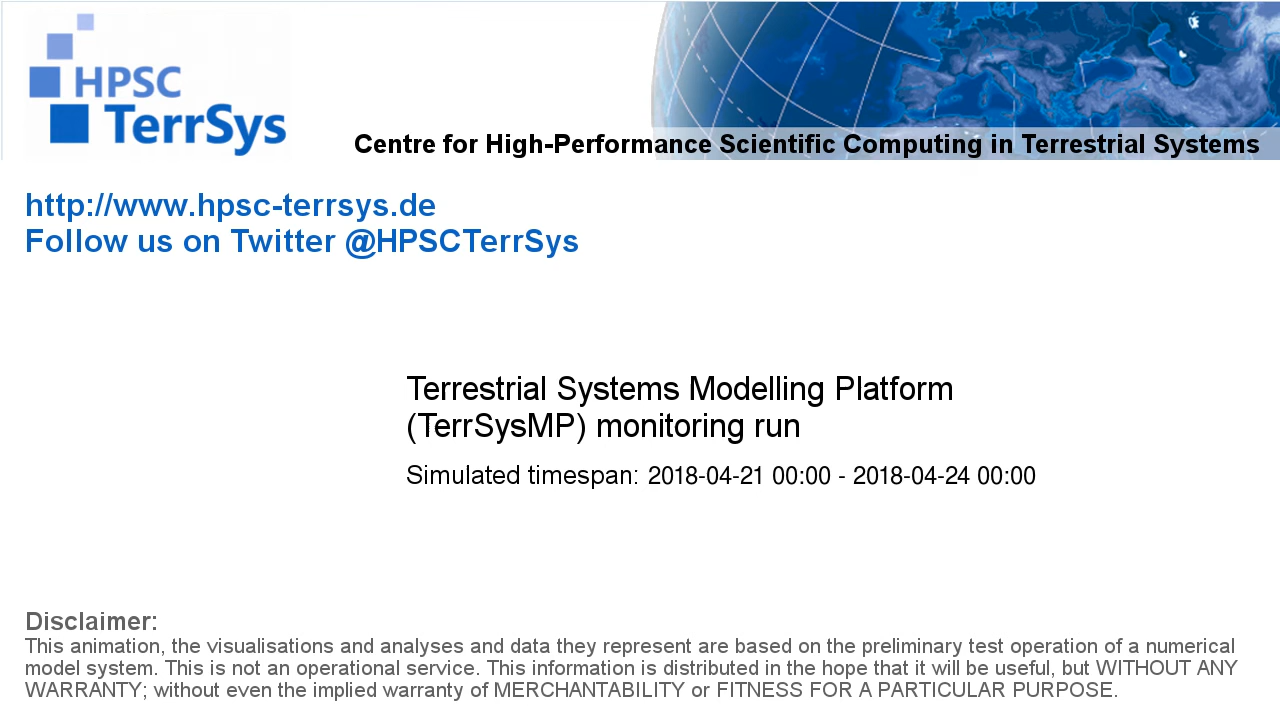 HPSC
TerrSys
Centre for High-Performance Scientific Computing in Terrestrial Systems
http://www.hpsc-terrsys.de
Follow us on Twitter @HPSCTerrSys
Terrestrial Systems Modelling Platform
(TerrSysMP) monitoring run
Simulated timespan: 2018-04-21 00:00 - 2018-04-24 00:00
Disclaimer:
This animation, the visualisations and analyses and data they represent are based on the preliminary test operation of a numerical
model system. This is not an operational service. This information is distributed in the hope that it will be useful, but WITHOUT ANY
WARRANTY; without even the implied warranty of MERCHANTABILITY or FITNESS FOR A PARTICULAR PURPOSE.